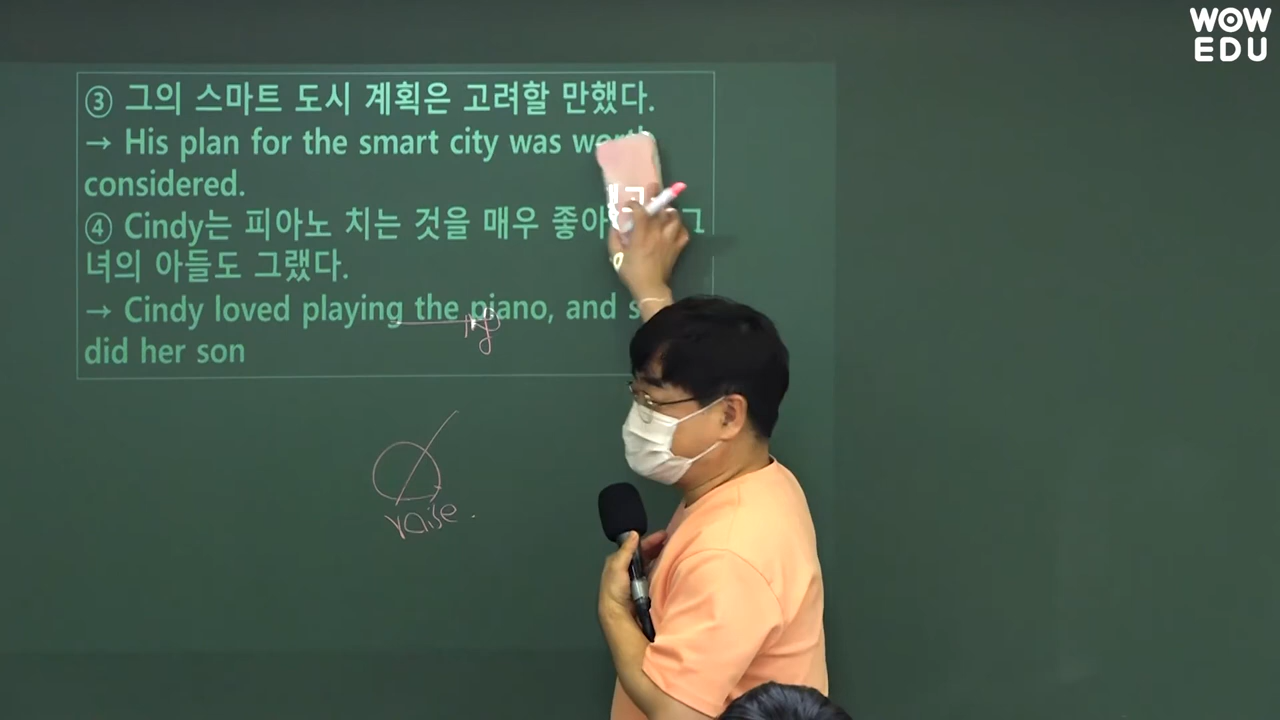 WOW
EDU
③ 그의 스마트 도시 계획은 고려할 만했다.
→ His plan for the smart city was
considered.
④ Cindy는 피아노 치는 것을 매우 그
녀의 아들도 그랬다.
→ Cindy loved playing the piano, and
did her son
raise.